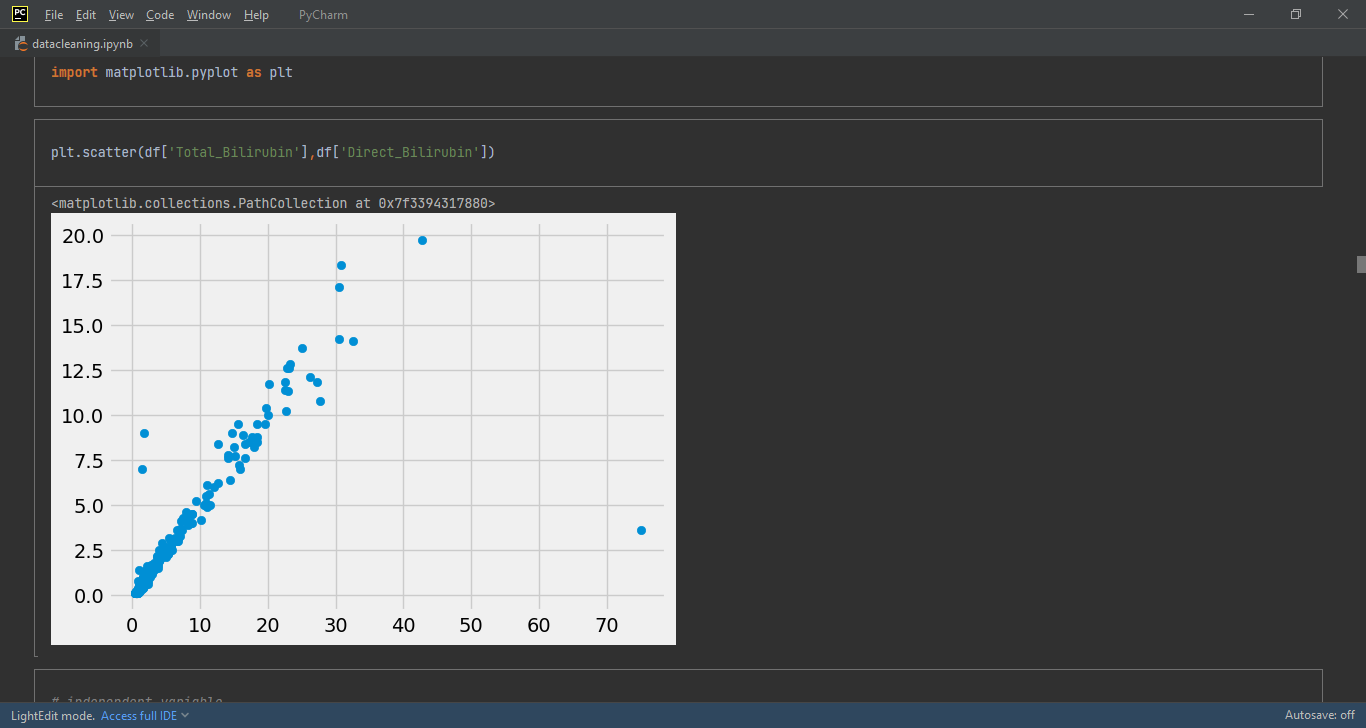 PC File Edit View Code Window Help PyCharm
datacleaning.ipynb
import matplotlib.pyplot as plt
plt.scatter(df['Total_Bilirubin'],df['Direct_Bilirubin'])
<matplotlib.collections.PathCollection at 0x7f3394317880>
20.0
17.5
15.0
12.5
10.0
7.5
5.0
2.5
0.0
0 10 20 30 40 50 60 70
# independent variable
LightEdit mode. Access full IDE Autosave: off